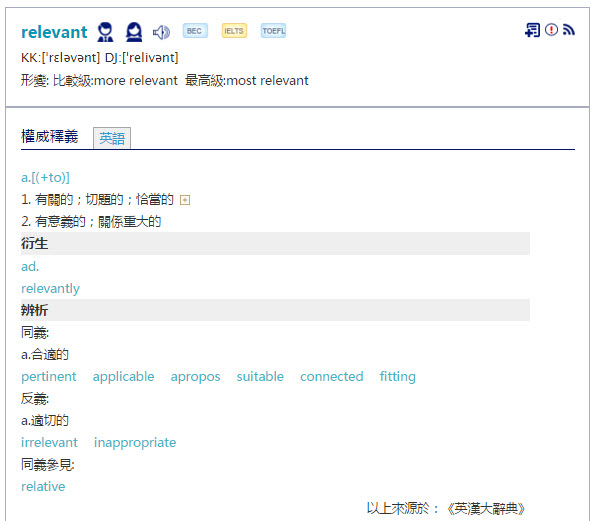 relevant BEC IELTS TOEFL
KK:['rɛləvənt] DJ:['relivənt]
形變: 比較級:more relevant 最高級:most relevant
權威釋義 英語
a.[(+to)]
1. 有關的；切題的；恰當的
2. 有意義的；關係重大的
衍生
ad.
relevantly
辨析
同義:
a.合適的
pertinent applicable apropos suitable connected fitting
反義:
a.適切的
irrelevant inappropriate
同義參見:
relative
以上來源於：《英漢大辭典》